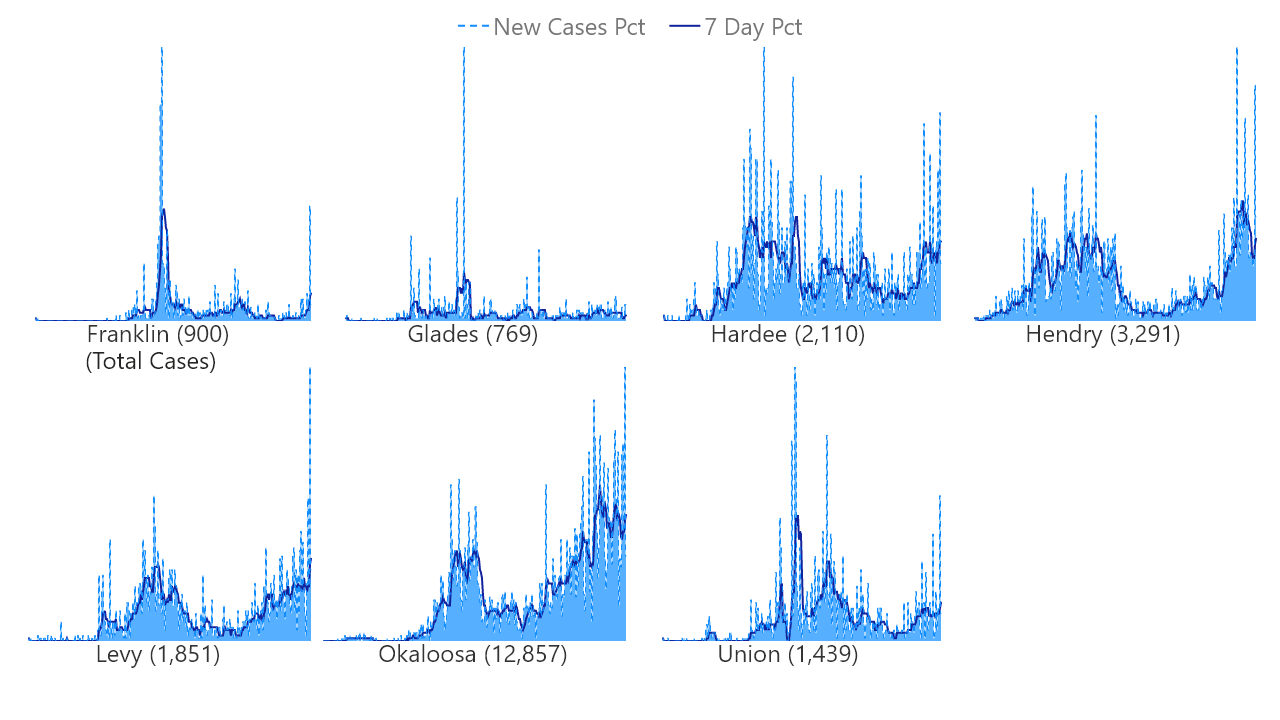 New Cases Pct 7 Day Pct
Franklin (900) Glades (769) Hardee (2,110) Hendry (3,291)
(Total Cases)
Levy (1,851) Okaloosa (12,857) Union (1,439)